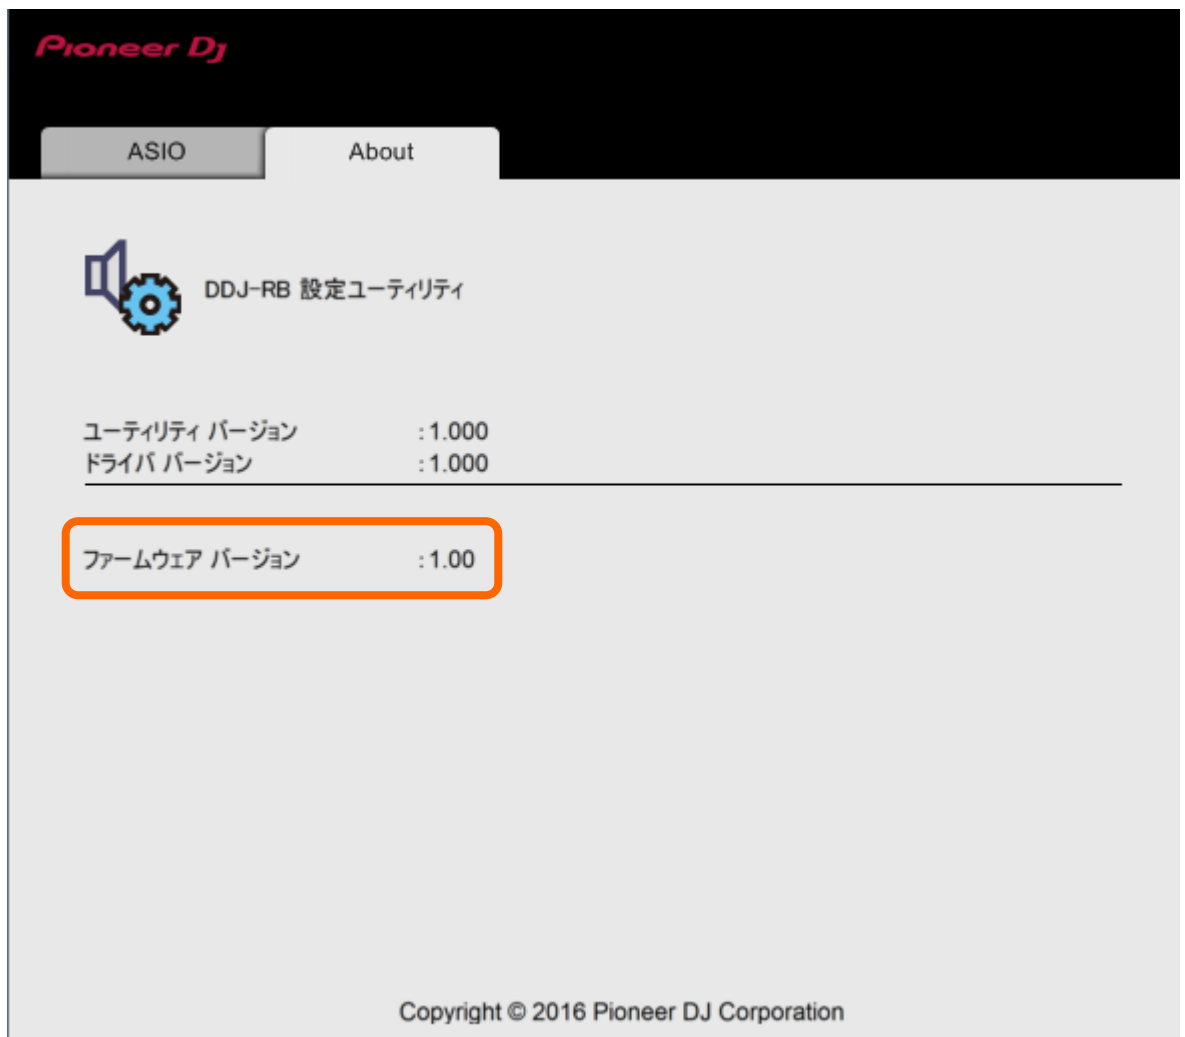 Pioneer Dj
ASIO
About
DDJ-RB 設定ユーティリティ
ユーティリティ バージョン :1.000
ドライバ バージョン :1.000
ファームウェア バージョン :1.00
Copyright © 2016 Pioneer DJ Corporation